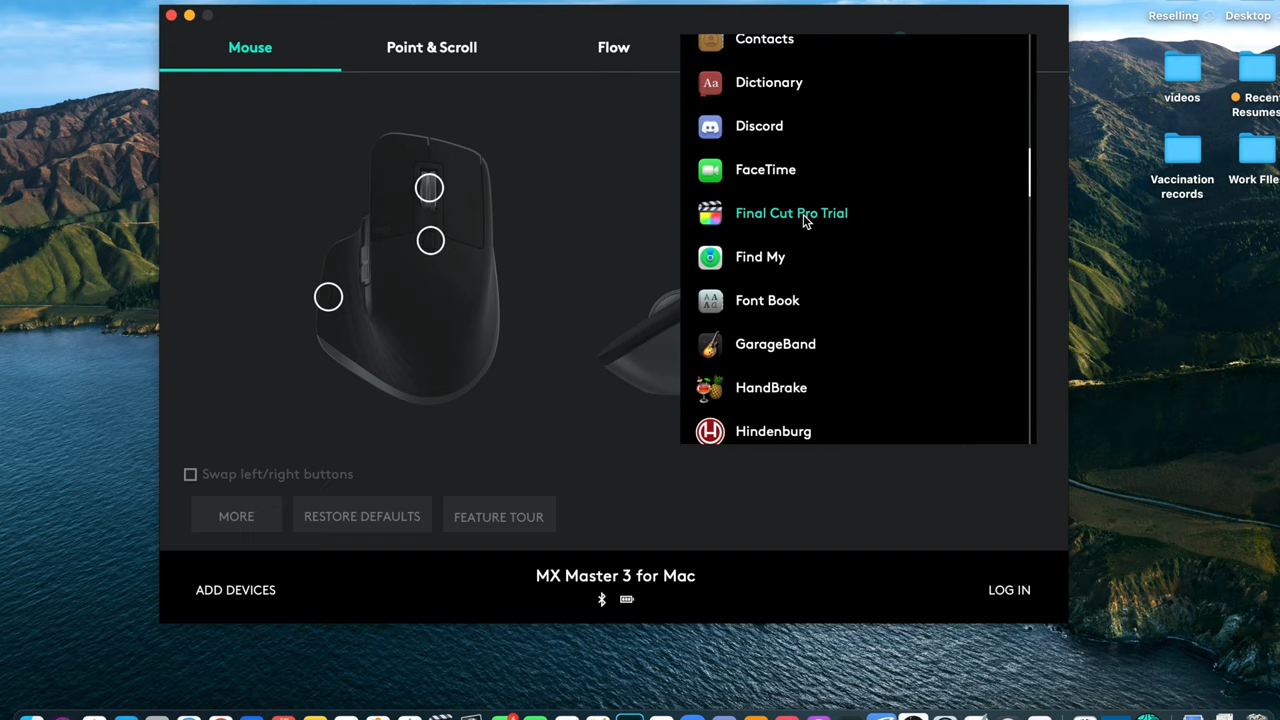 Reselling
Desktop
Mouse
Point & Scroll
Flow
Contacts
Aa
Dictionary
Discord
FaceTime
Final Cut Pro Trial
Find My
Font Book
GarageBand
HandBrake
H
Hindenburg
videos
Recen
Resumes
Vaccination
records
Work FIle
Swap left/right buttons
MORE
RESTORE DEFAULTS
FEATURE TOUR
ADD DEVICES
MX Master 3 for Mac
LOG IN